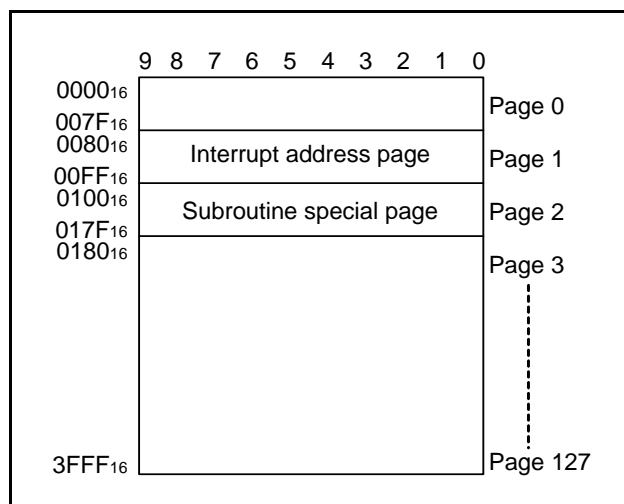 9 8 7 6 5 4 3 2 1 0
0000₁₆
Page 0
007F₁₆
0080₁₆
Interrupt address page
Page 1
00FF₁₆
0100₁₆
Subroutine special page
Page 2
017F₁₆
0180₁₆
Page 3
3FFF₁₆
Page 127